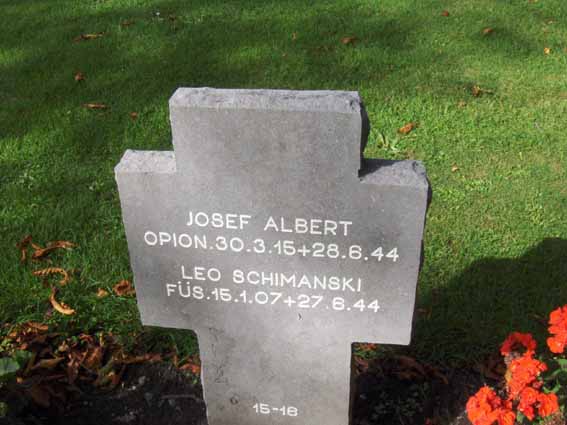 JOSEF ALBERT
OPION.30.3.15+28.6.44
LEO SCHIMANSKI
FÜS.15.1.07+27.6.44
15-16